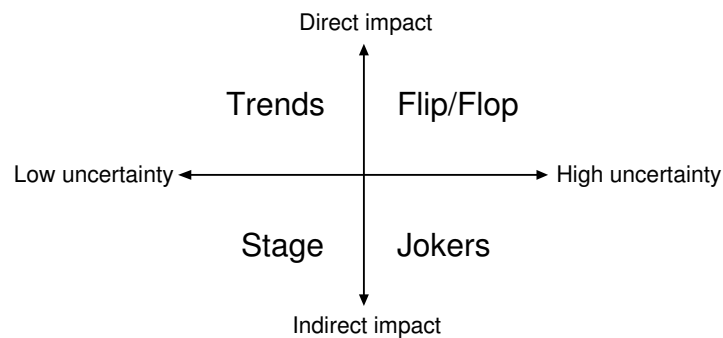 Direct impact
Trends Flip/Flop
Low uncertainty High uncertainty
Stage Jokers
Indirect impact